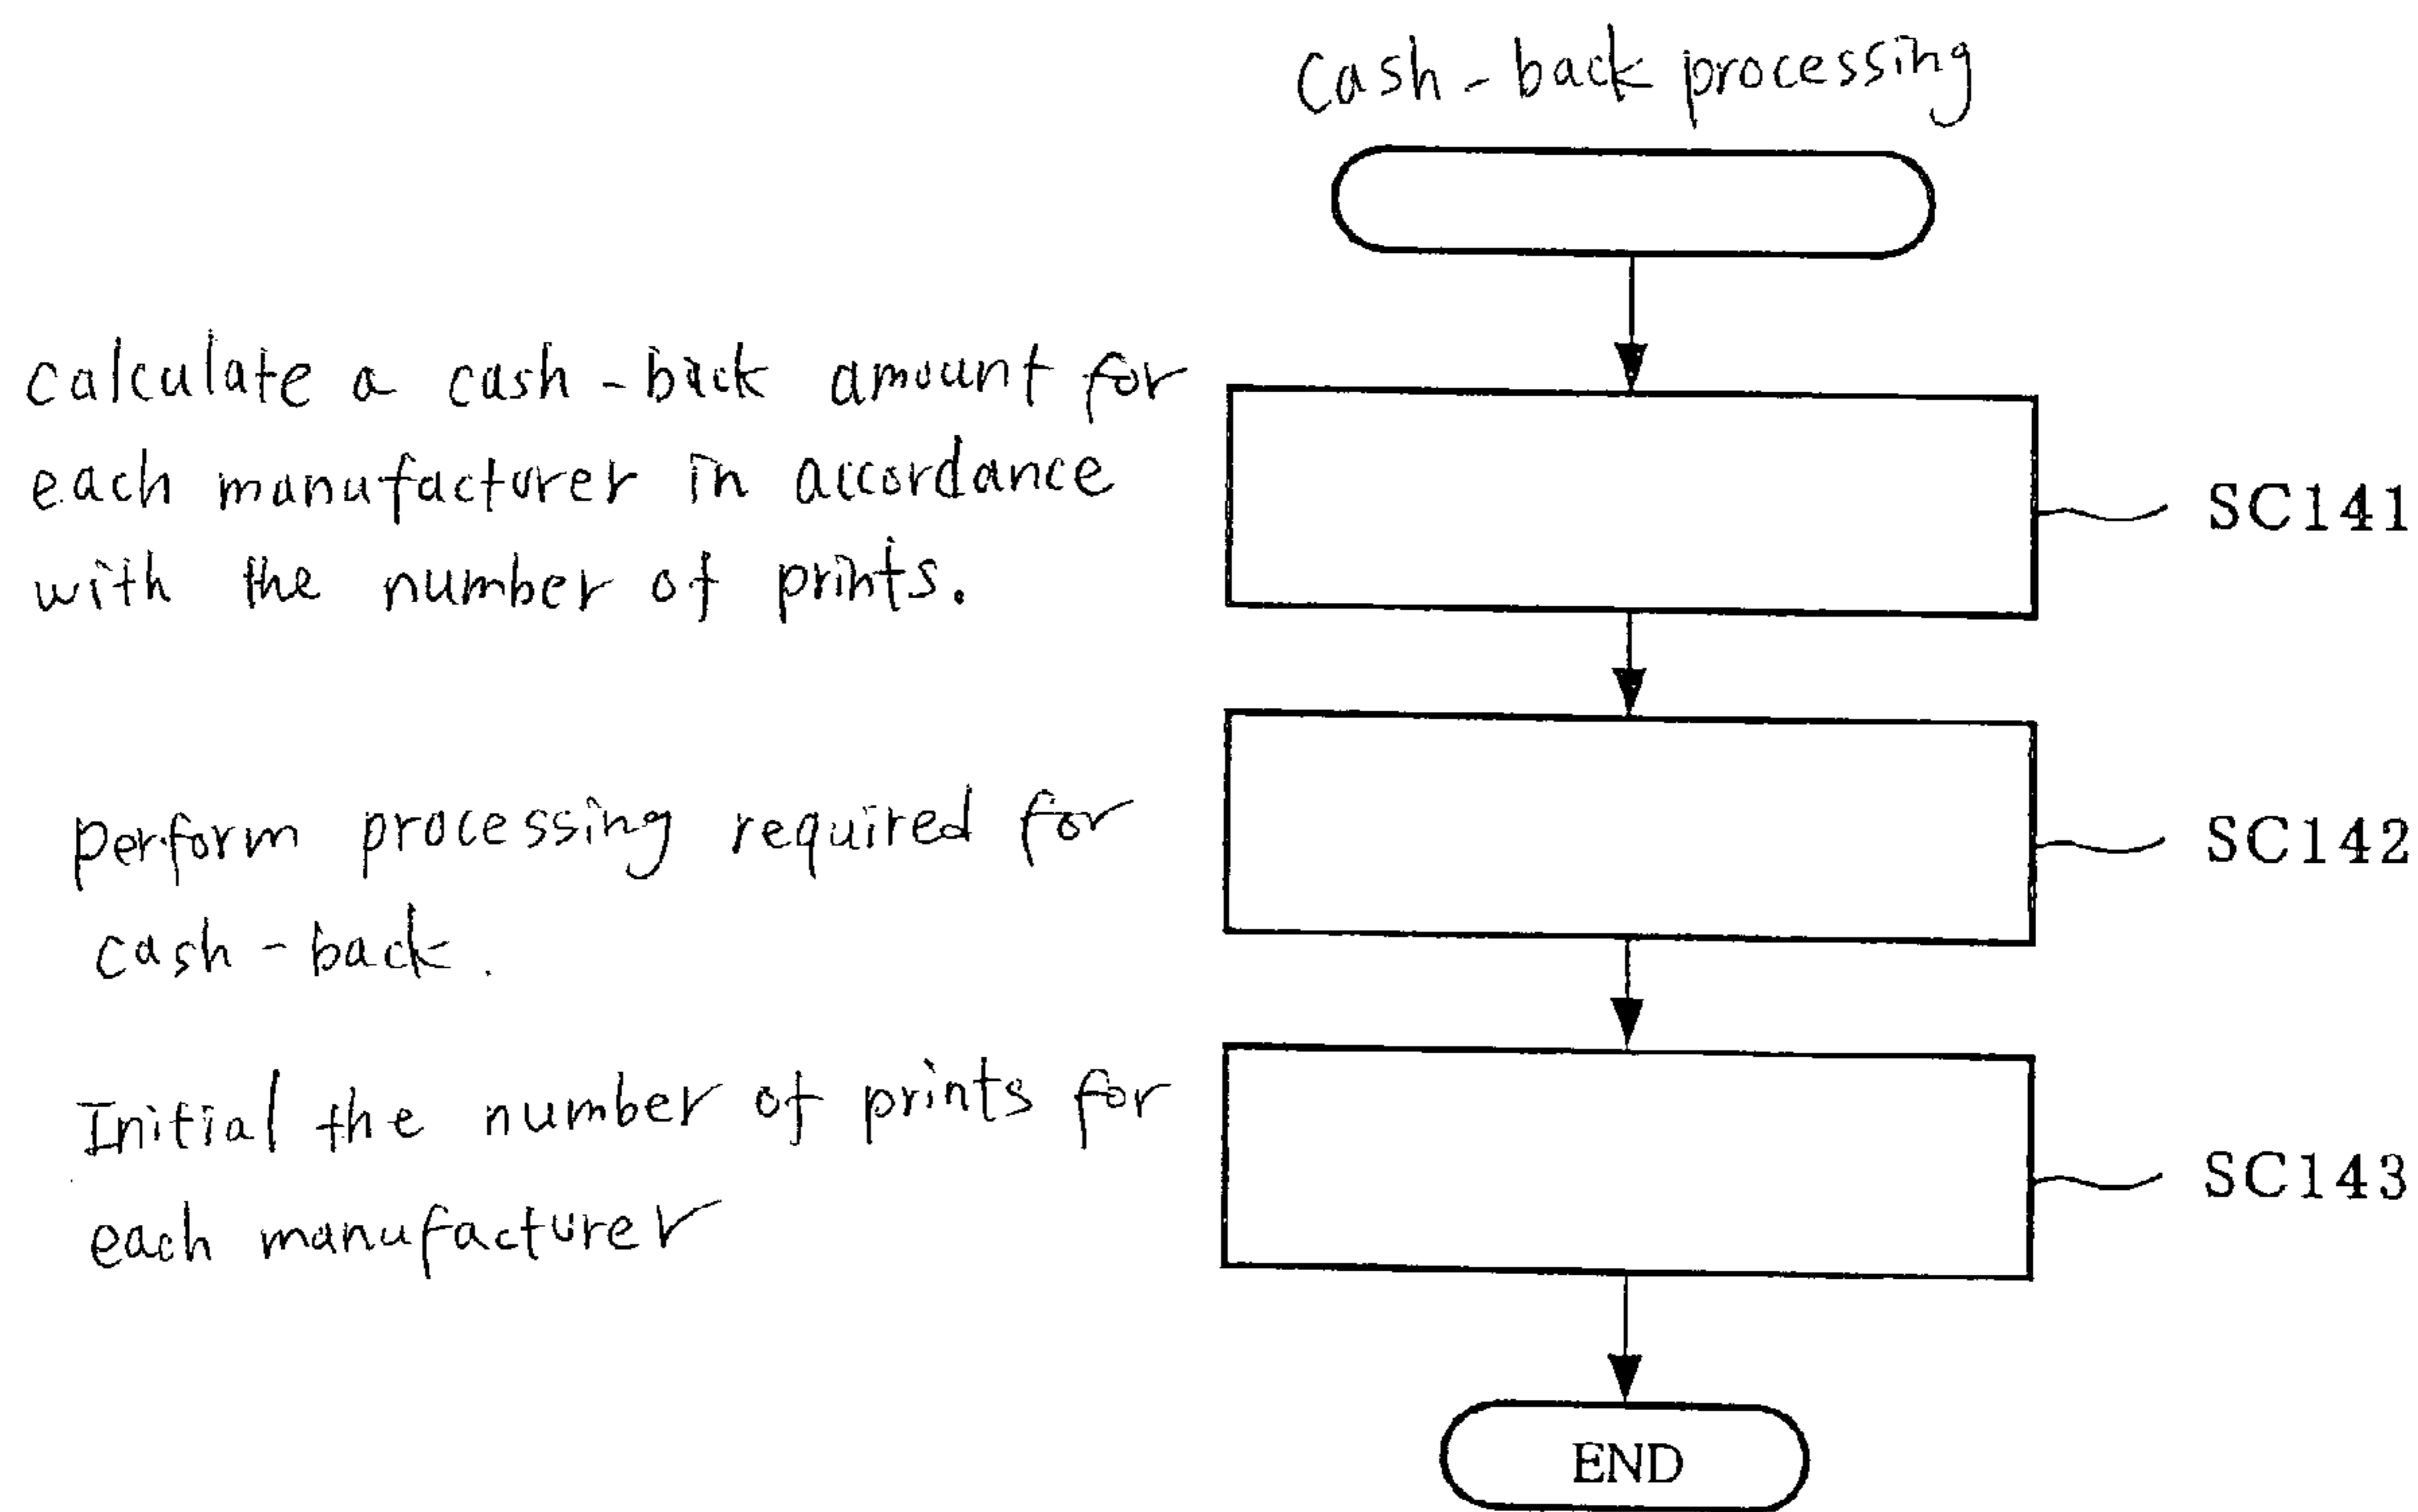 Cash-back processing
calculate a cash-back amount for
each manufacturer in accordance
with the number of prints.
SC141
perform processing required for
cash-back.
SC142
Initial the number of prints for
each manufacturer
SC143
END